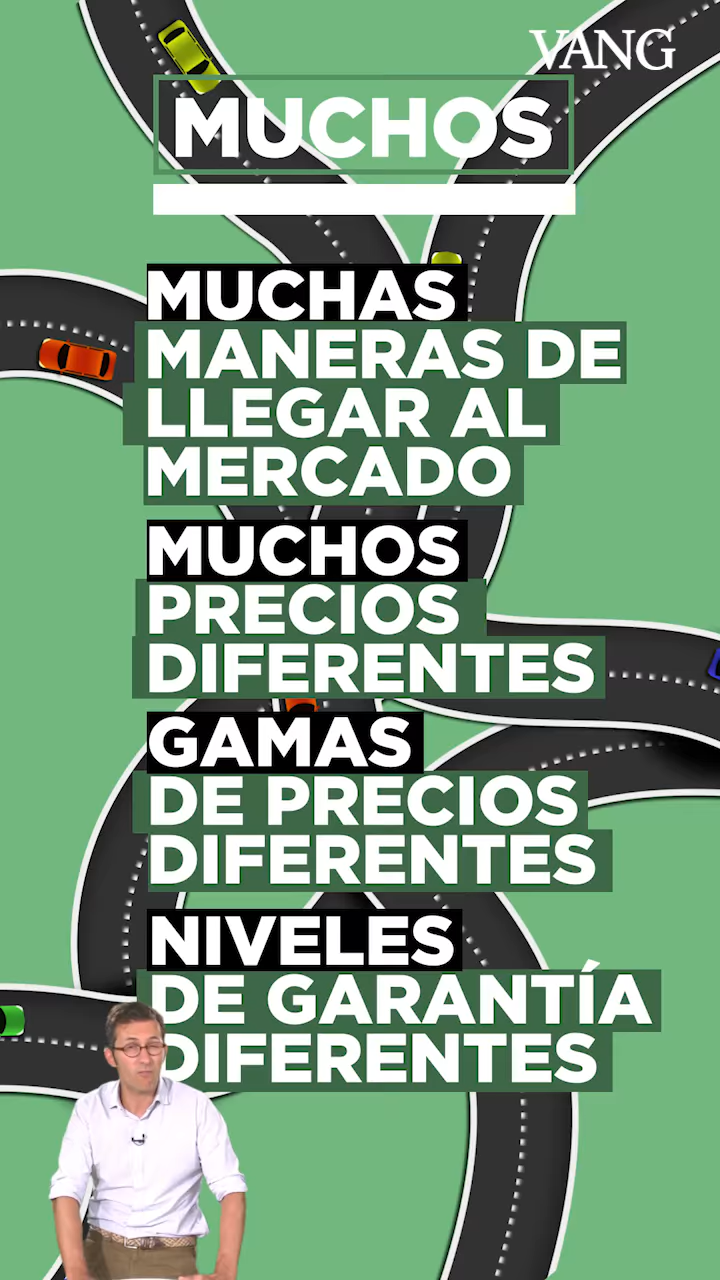 VANG
MUCHOS
MUCHAS
MANERAS DE
LLEGAR AL
MERCADO
MUCHOS
PRECIOS
DIFERENTES
GAMAS
DE PRECIOS
DIFERENTES
NIVELES
DE GARANTÍA
DIFERENTES